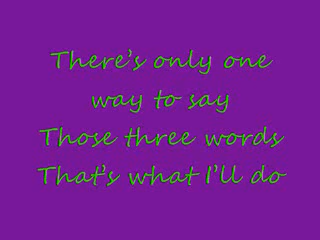 There's only one
way to say
Those three words
That's what I'll do